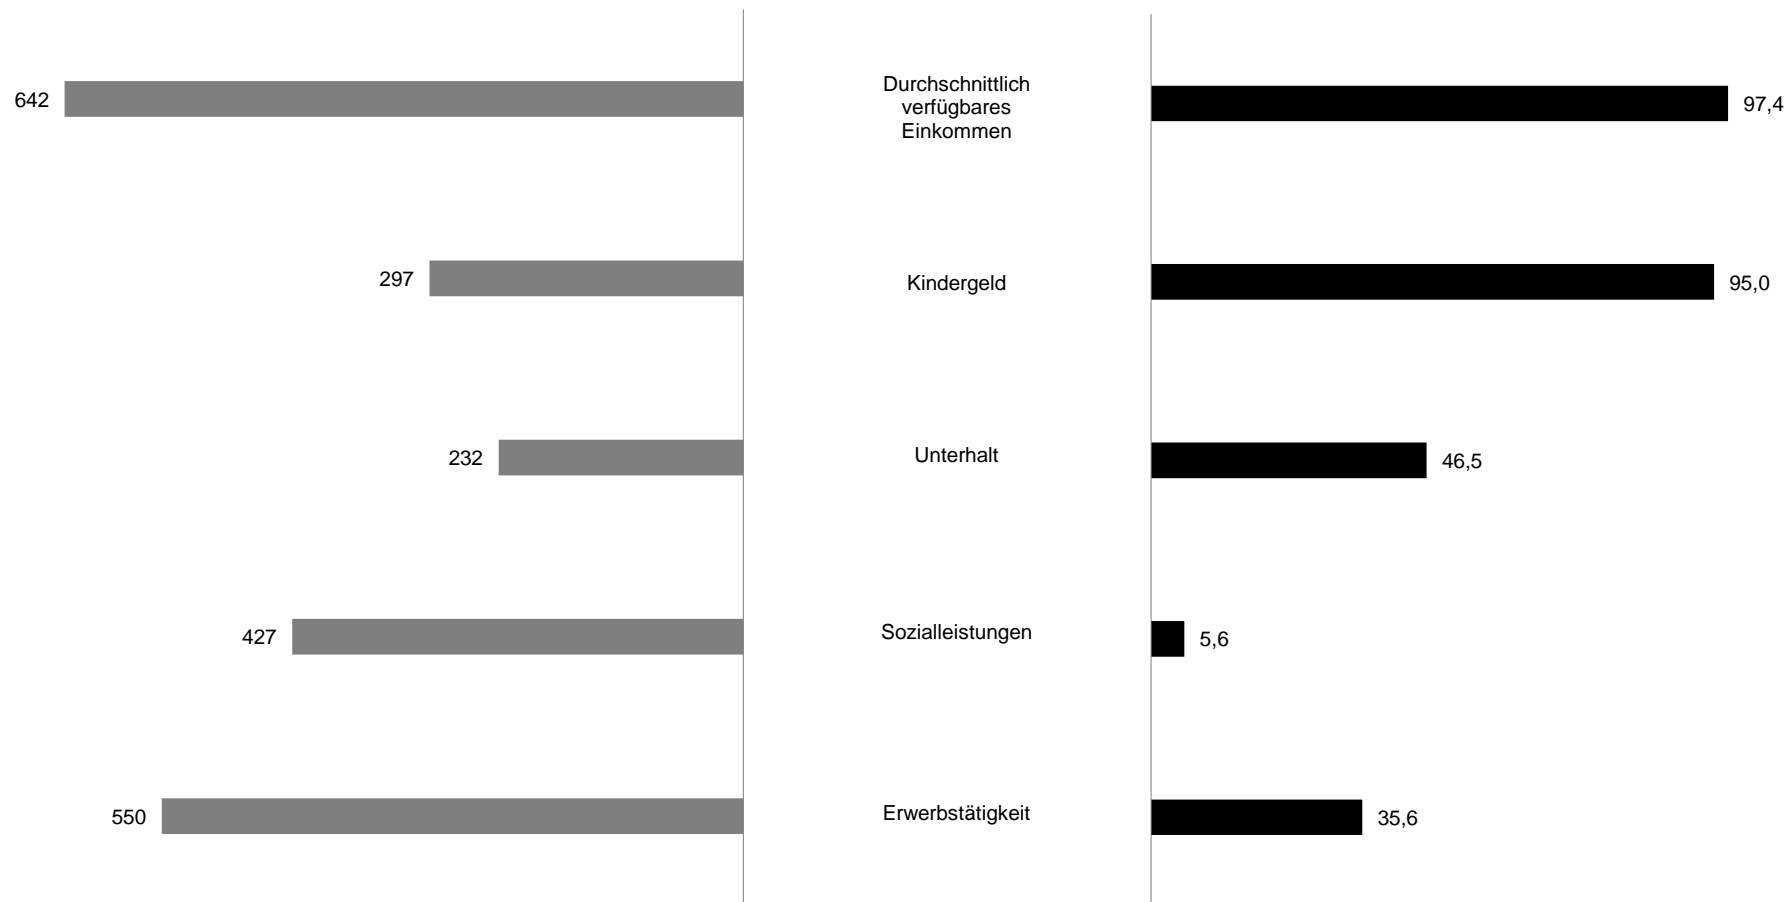 642
Durchschnittlich
verfügbares
Einkommen
97,4
297
Kindergeld
95,0
232
Unterhalt
46,5
427
Sozialleistungen
5,6
550
Erwerbstätigkeit
35,6